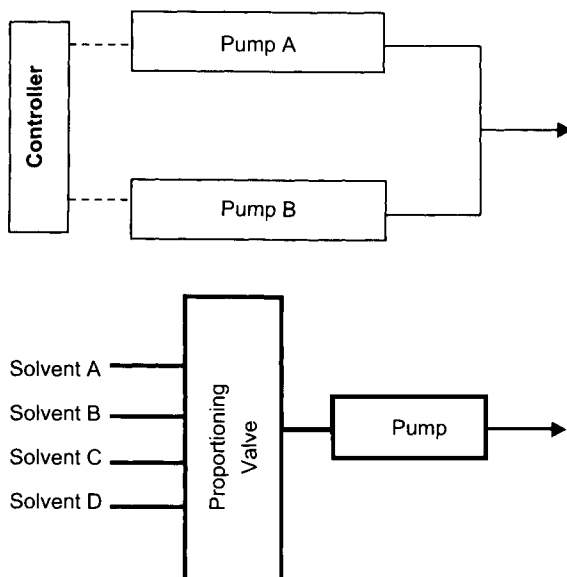 Pump A
Controller
Pump B
Solvent A
Solvent B
Solvent C
Solvent D
Proportioning
Valve
Pump